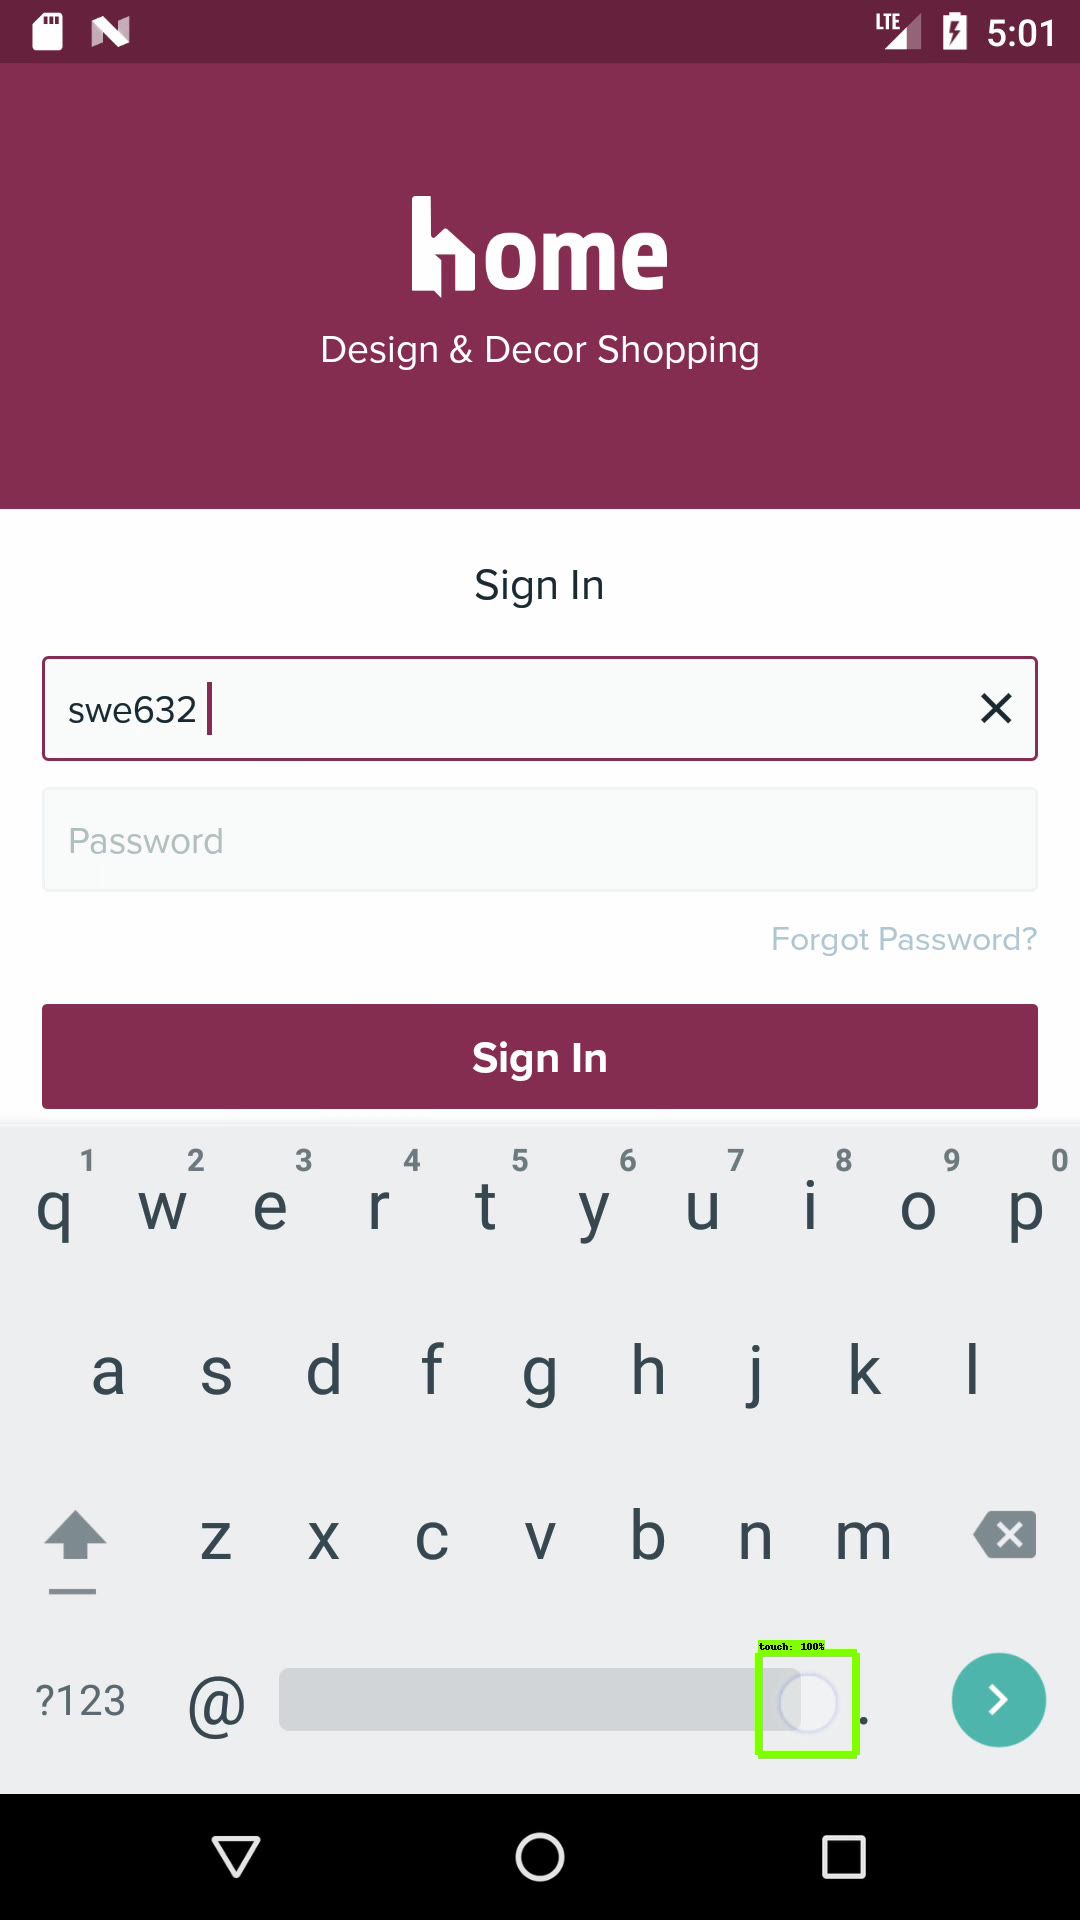 LTE 5:01
home
Design & Decor Shopping
Sign In
swe632
Password
Forgot Password?
Sign In
1 2 3 4 5 6 7 8 9 0
q w e r t y u i o p
a s d f g h j k l
z x c v b n m
touch: 100%
?123 @ .